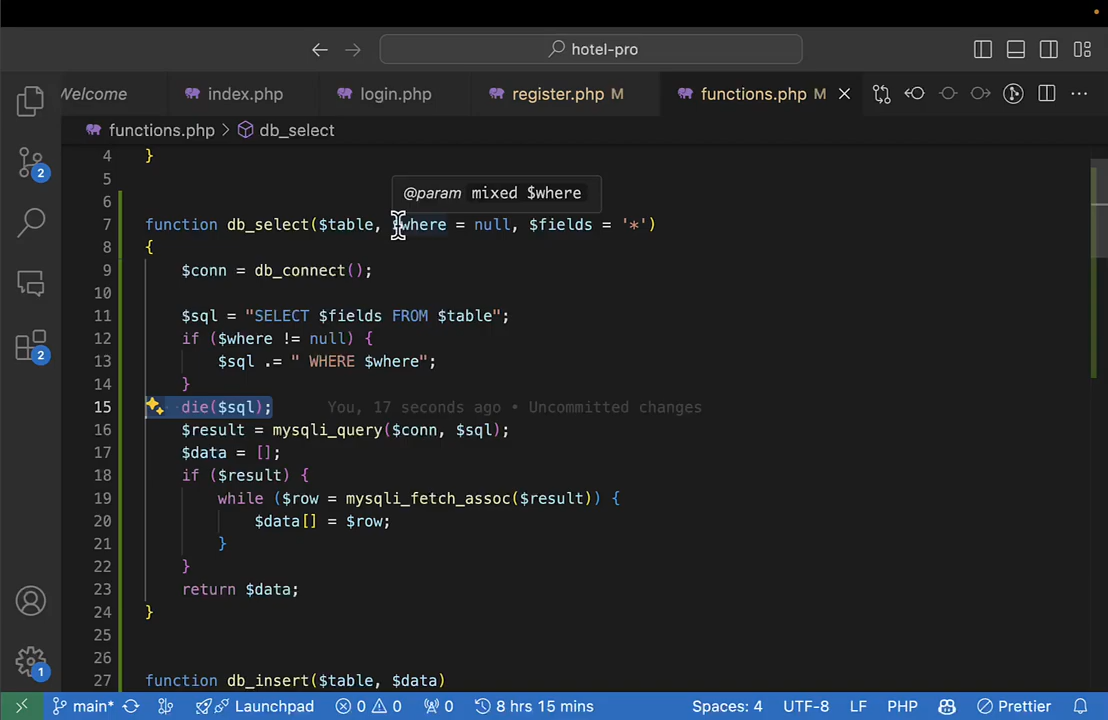 hotel-pro
Welcome index.php login.php register.php M functions.php M
functions.php > db_select
4 }
5
6
@param mixed $where
7 function db_select($table, $where = null, $fields = '*')
8 {
9 $conn = db_connect();
10
11 $sql = "SELECT $fields FROM $table";
12 if ($where != null) {
13 $sql .= " WHERE $where";
14 }
15 die($sql); You, 17 seconds ago • Uncommitted changes
16 $result = mysqli_query($conn, $sql);
17 $data = [];
18 if ($result) {
19 while ($row = mysqli_fetch_assoc($result)) {
20 $data[] = $row;
21 }
22 }
23 return $data;
24 }
25
26
27 function db_insert($table, $data)
2
2
1
main* Launchpad 0 0 0 8 hrs 15 mins Spaces: 4 UTF-8 LF PHP Prettier